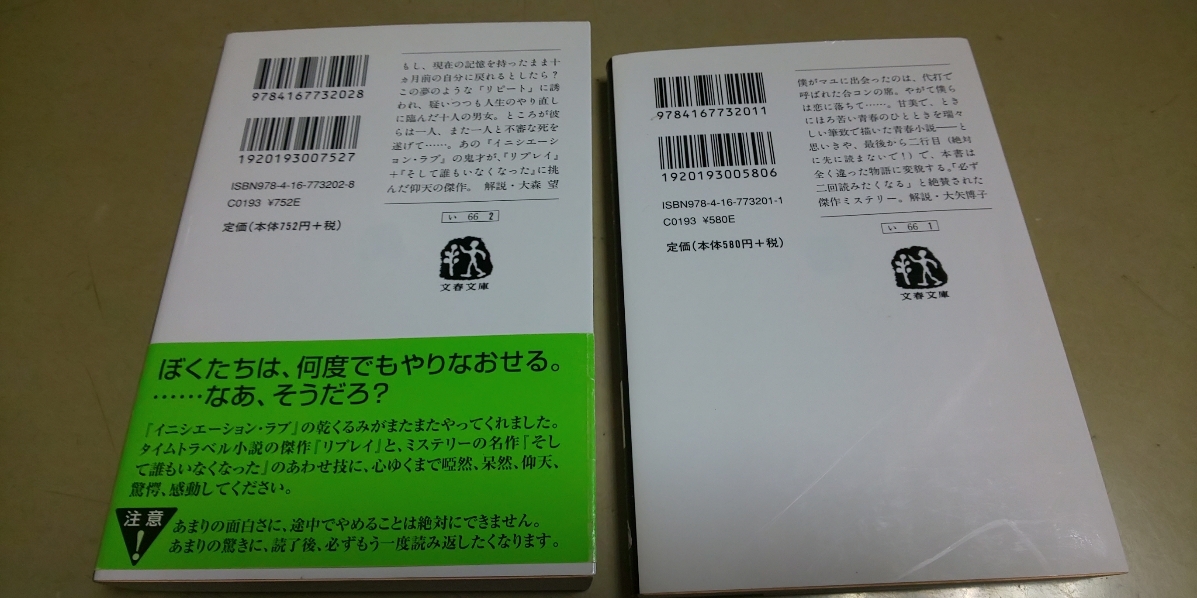 9784167732028
1920193007527
ISBN978-4-16-773202-8
C0193 ¥752E
定価(本体752円+税)
もし、現在の記憶を持ったまま十
ヵ月前の自分に戻れるとしたら?
この夢のような『リピート』に誘
われ、疑いつつも人生のやり直し
に臨んだ十人の男女。ところが彼
らは一人、また一人と不審な死を
遂げて……。あの『イニシエーシ
ョン・ラブ』の鬼才が、『リプレイ』
+『そして誰もいなくなった』に挑
んだ仰天の傑作。 解説・大森 望
い 66 2
文春文庫
ぼくたちは、何度でもやりなおせる。
……なあ、そうだろ?
『イニシエーション・ラブ』の乾くるみがまたまたやってくれました。
タイムトラベル小説の傑作『リプレイ』と、ミステリーの名作『そし
て誰もいなくなった』のあわせ技に、心ゆくまで啞然、呆然、仰天、
驚愕、感動してください。
注意
!
あまりの面白さに、途中でやめることは絶対にできません。
あまりの驚きに、読了後、必ずもう一度読み返したくなります。
9784167732011
1920193005806
ISBN978-4-16-773201-1
C0193 ¥580E
定価(本体580円+税)
僕がマユに出会ったのは、代打で
呼ばれた合コンの席。やがて僕ら
は恋に落ちて……。甘美で、とき
にほろ苦い青春のひとときを瑞々
しい筆致で描いた青春小説――と
思いきや、最後から二行目(絶対
に先に読まないで!)で、本書は
全く違った物語に変貌する。「必ず
二回読みたくなる」と絶賛された
傑作ミステリー。解説・大矢博子
い 66 1
文春文庫